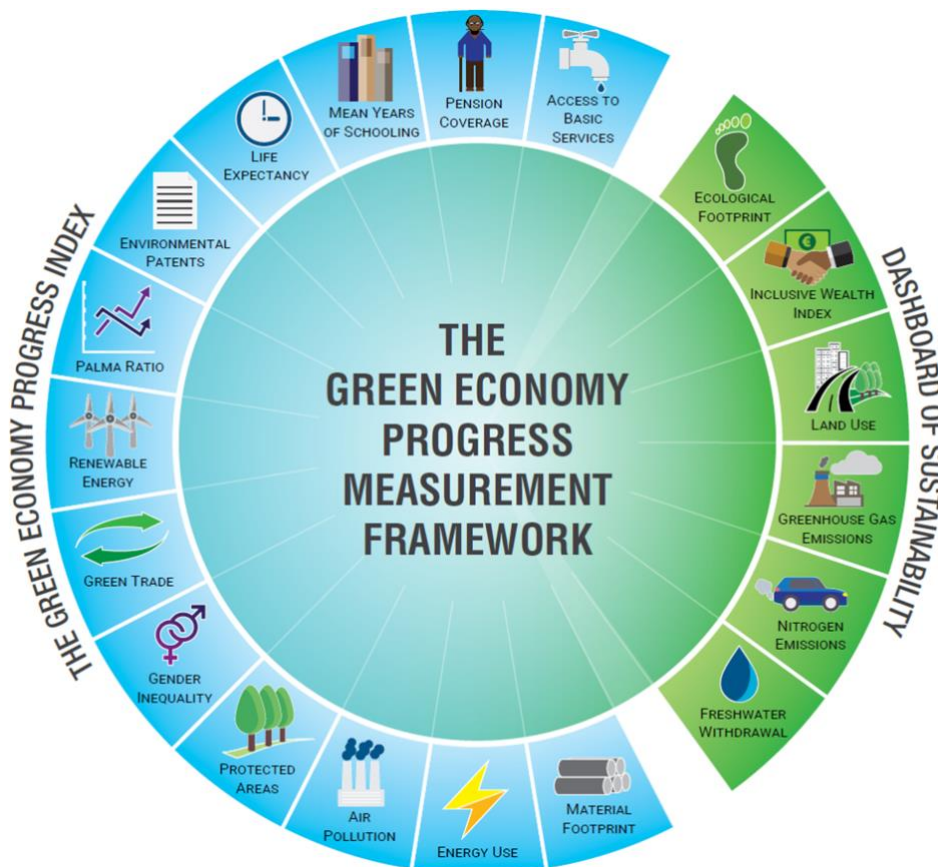 THE
GREEN ECONOMY
PROGRESS
MEASUREMENT
FRAMEWORK
THE GREEN ECONOMY PROGRESS INDEX
ACCESS TO
BASIC
SERVICES
PENSION
COVERAGE
MEAN YEARS
OF SCHOOLING
LIFE
EXPECTANCY
ENVIRONMENTAL
PATENTS
PALMA RATIO
RENEWABLE
ENERGY
GREEN TRADE
GENDER
INEQUALITY
PROTECTED
AREAS
AIR
POLLUTION
ENERGY USE
MATERIAL
FOOTPRINT
DASHBOARD OF SUSTAINABILITY
ECOLOGICAL
FOOTPRINT
€
INCLUSIVE WEALTH
INDEX
LAND USE
GREENHOUSE GAS
EMISSIONS
NITROGEN
EMISSIONS
FRESHWATER
WITHDRAWAL